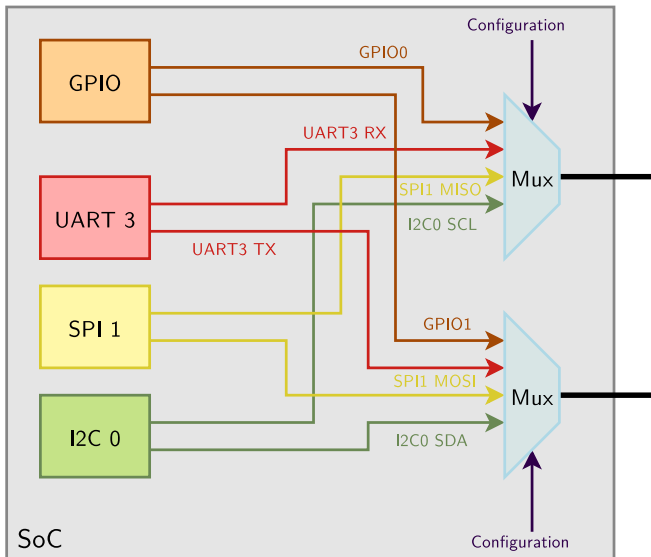 Configuration
GPIO0
GPIO
UART3 RX
Mux
SPI1 MISO
UART 3
I2C0 SCL
UART3 TX
GPIO1
SPI 1
SPI1 MOSI
Mux
I2C 0
I2C0 SDA
SoC
Configuration